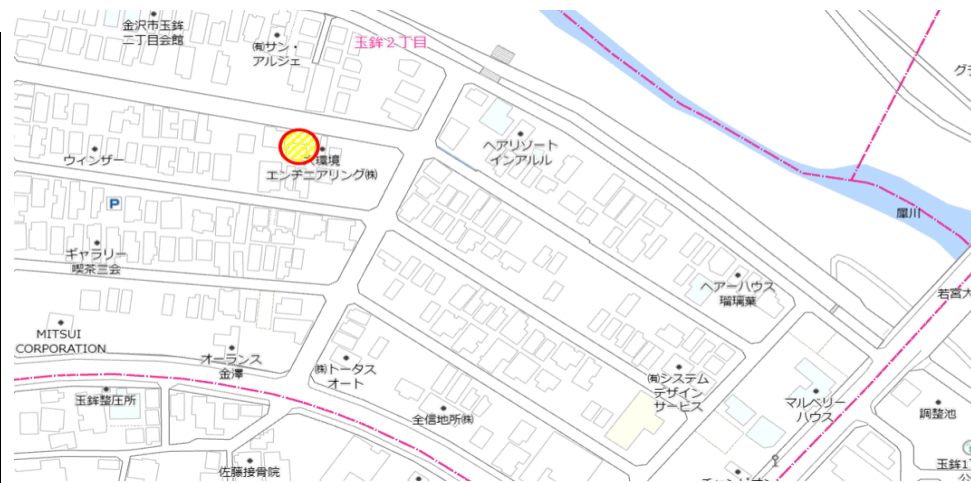 金沢市玉鉾
二丁目会館
㈲サン・
アルジェ
玉鉾２丁目
グラ
ウィンザー
環境
エンヂニアリング㈱
ヘアリゾート
インアルル
P
犀川
ギャラリー
喫茶三会
ヘアーハウス
瑠璃葉
若宮大
MITSUI
CORPORATION
オーランス
金澤
㈱トータス
オート
㈲システム
デザイン
サービス
玉鉾整圧所
全信地所㈱
マルベリー
ハウス
調整池
佐藤接骨院
玉鉾1